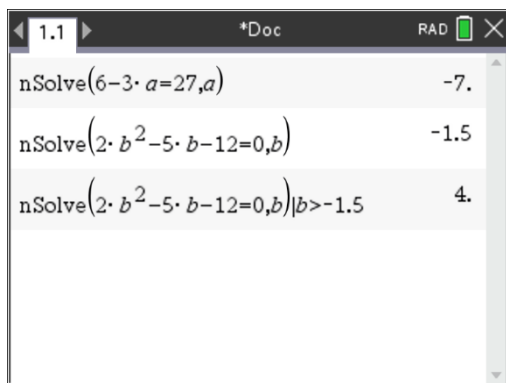 1.1 *Doc RAD
nSolve(6−3·a=27,a) -7.
nSolve(2·b²−5·b−12=0,b) -1.5
nSolve(2·b²−5·b−12=0,b)|b>-1.5 4.